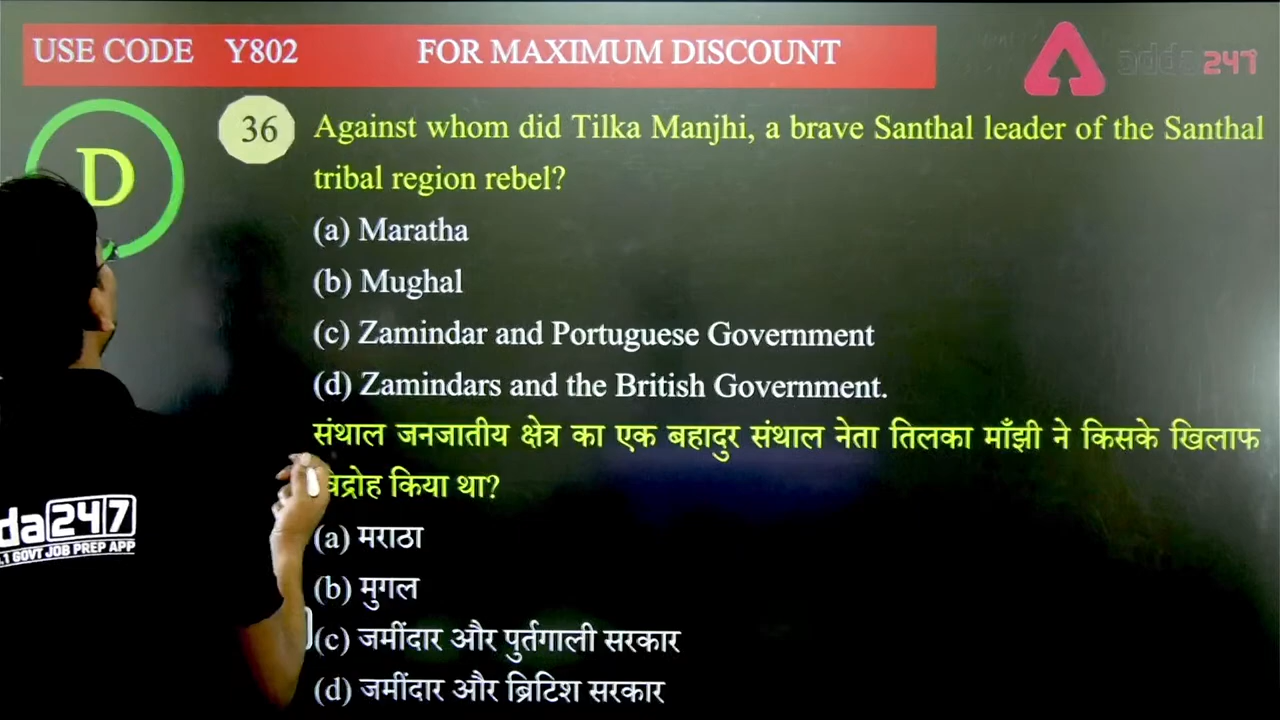 USE CODE Y802 FOR MAXIMUM DISCOUNT
adda247
D
36 Against whom did Tilka Manjhi, a brave Santhal leader of the Santhal
tribal region rebel?
(a) Maratha
(b) Mughal
(c) Zamindar and Portuguese Government
(d) Zamindars and the British Government.
संथाल जनजातीय क्षेत्र का एक बहादुर संथाल नेता तिलका माँझी ने किसके खिलाफ
विद्रोह किया था?
(a) मराठा
(b) मुगल
(c) जमींदार और पुर्तगाली सरकार
(d) जमींदार और ब्रिटिश सरकार
da247
.1 GOVT JOB PREP APP